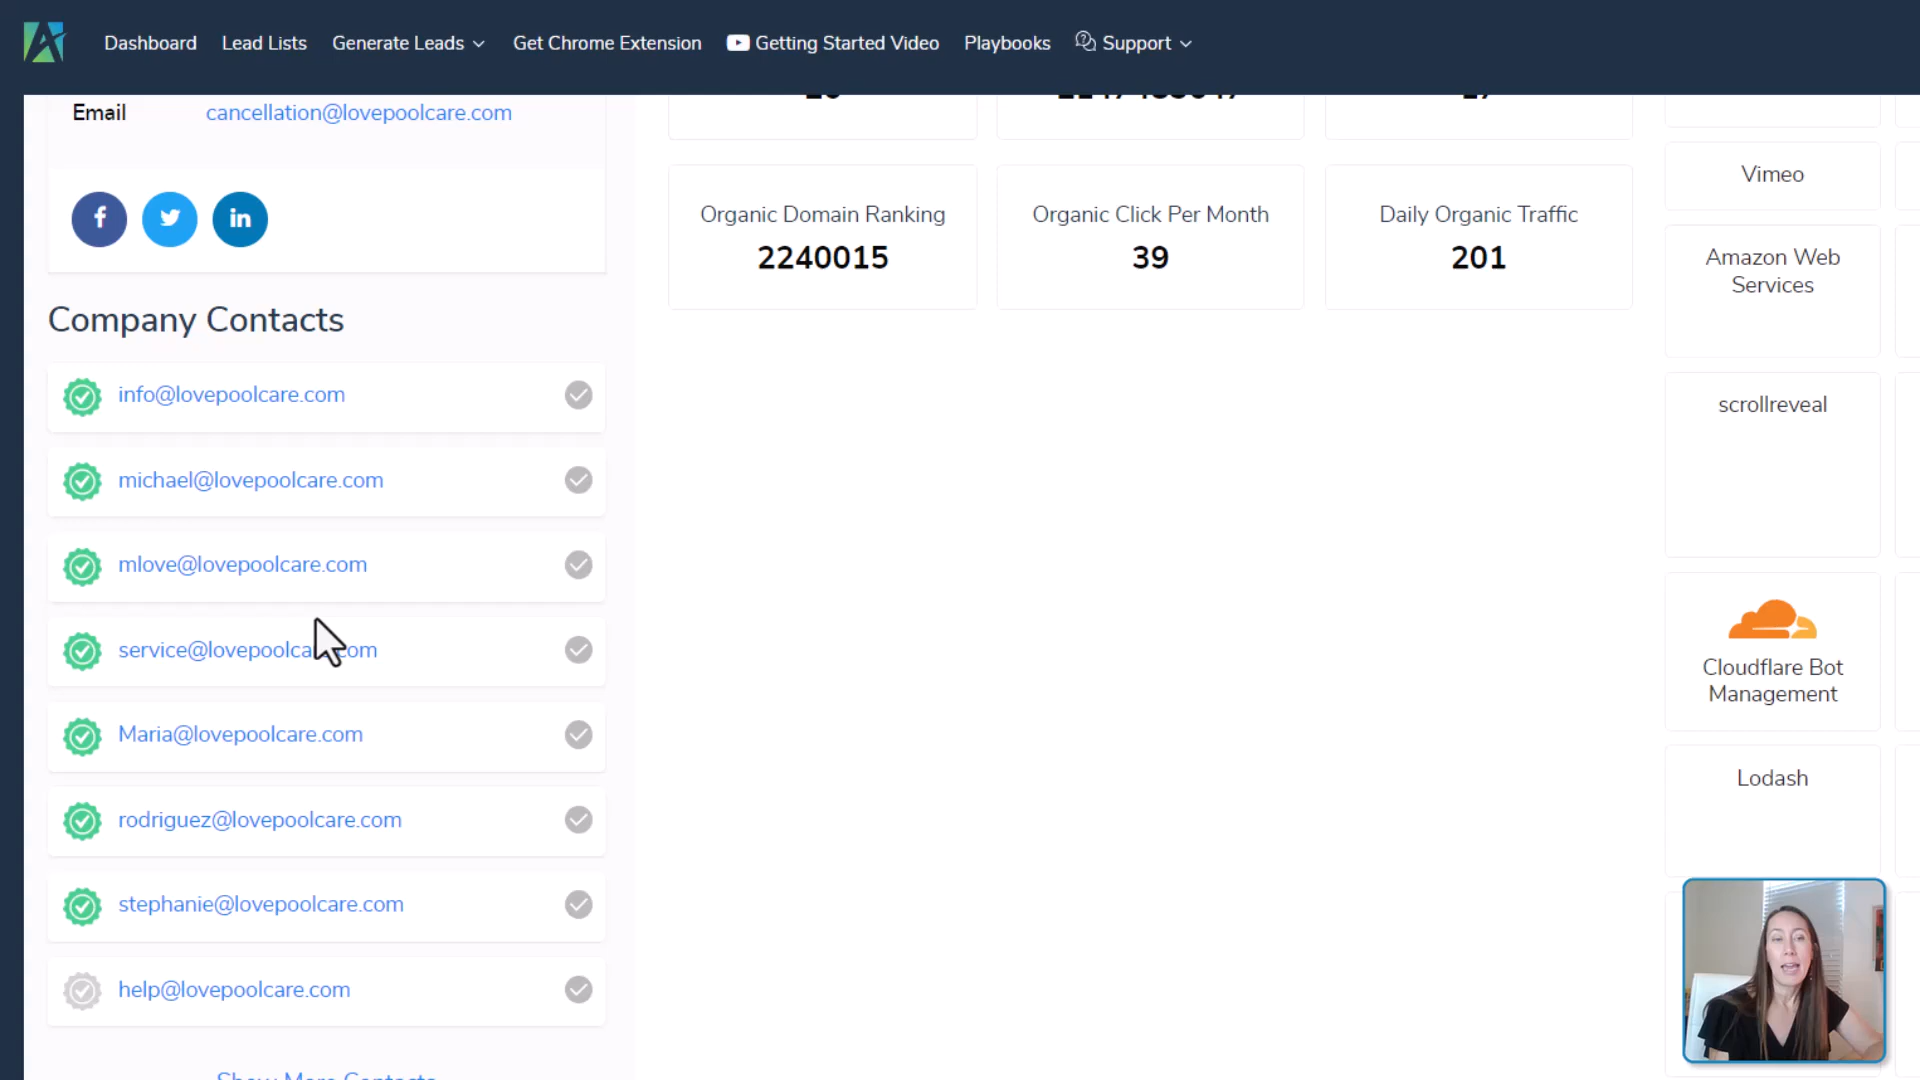 Dashboard Lead Lists Generate Leads Get Chrome Extension Getting Started Video Playbooks Support
Email cancellation@lovepoolcare.com
Company Contacts
info@lovepoolcare.com
michael@lovepoolcare.com
mlove@lovepoolcare.com
service@lovepoolca om
Maria@lovepoolcare.com
rodriguez@lovepoolcare.com
stephanie@lovepoolcare.com
help@lovepoolcare.com
Show More Contacts
Organic Domain Ranking
2240015
Organic Click Per Month
39
Daily Organic Traffic
201
Vimeo
Amazon Web
Services
scrollreveal
Cloudflare Bot
Management
Lodash